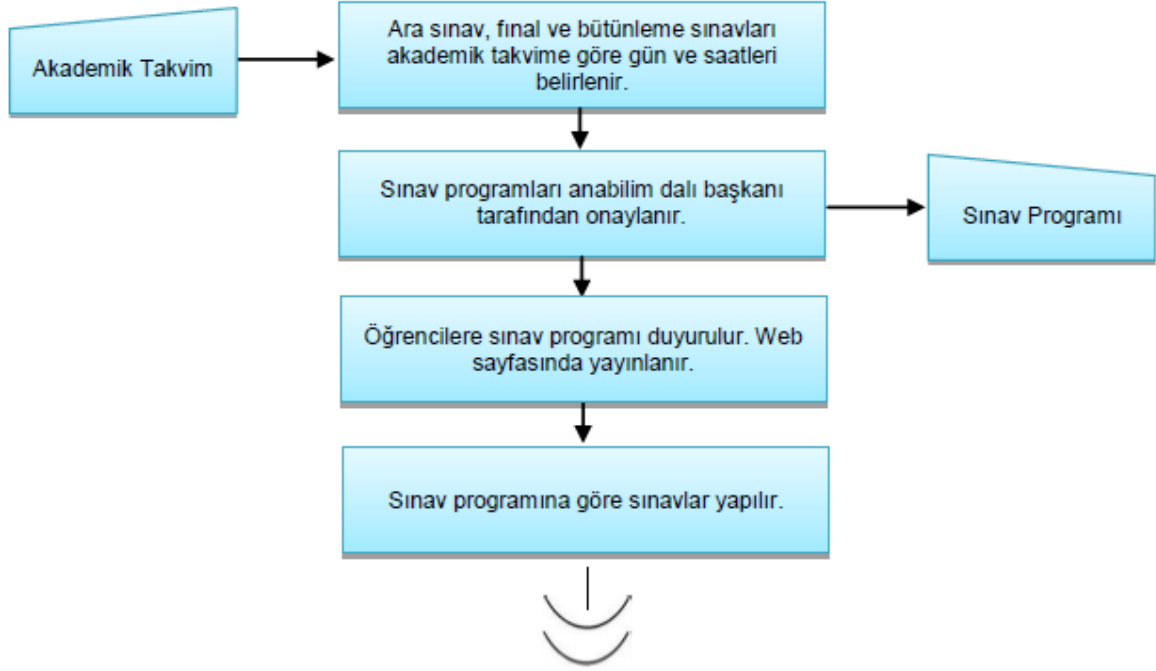 Akademik Takvim
Ara sınav, fınal ve bütünleme sınavları
akademik takvime göre gün ve saatleri
belirlenir.
Sınav programları anabilim dalı başkanı
tarafından onaylanır.
Sınav Programı
Öğrencilere sınav programı duyurulur. Web
sayfasında yayınlanır.
Sınav programına göre sınavlar yapılır.